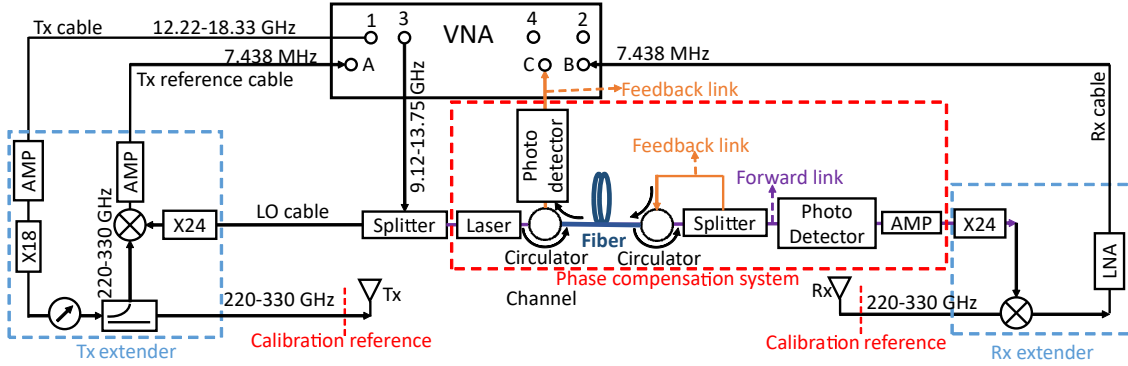 Tx cable
12.22-18.33 GHz
1
3
VNA
4
2
7.438 MHz
A
C
B
7.438 MHz
Tx reference cable
Feedback link
9.12-13.75 GHz
Rx cable
AMP
AMP
Photo
detector
Feedback link
Forward link
220-330 GHz
X18
X24
LO cable
Splitter
Laser
Fiber
Splitter
Photo
Detector
AMP
X24
LNA
Circulator
Circulator
Phase compensation system
Channel
220-330 GHz
Tx
Rx
220-330 GHz
Calibration reference
Calibration reference
Tx extender
Rx extender